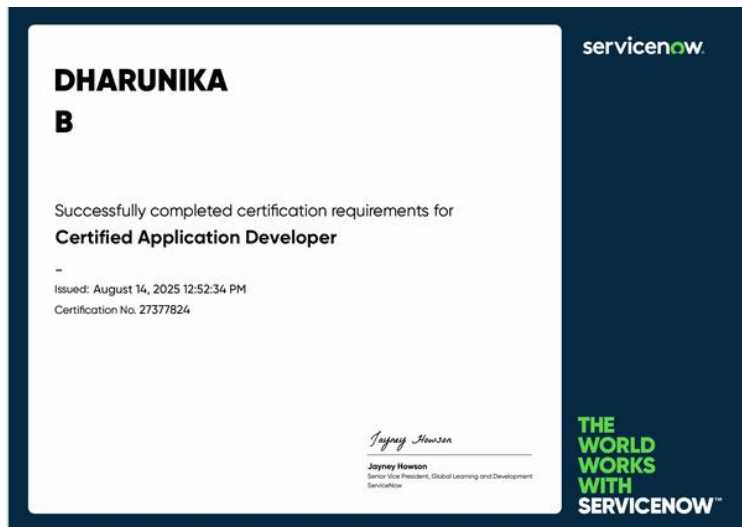 servicenow.
DHARUNIKA
B
Successfully completed certification requirements for
Certified Application Developer
-
Issued: August 14, 2025 12:52:34 PM
Certification No. 27377824
Jayney Howson
Jayney Howson
Senior Vice President, Global Learning and Development
ServiceNow
THE
WORLD
WORKS
WITH
SERVICENOW™